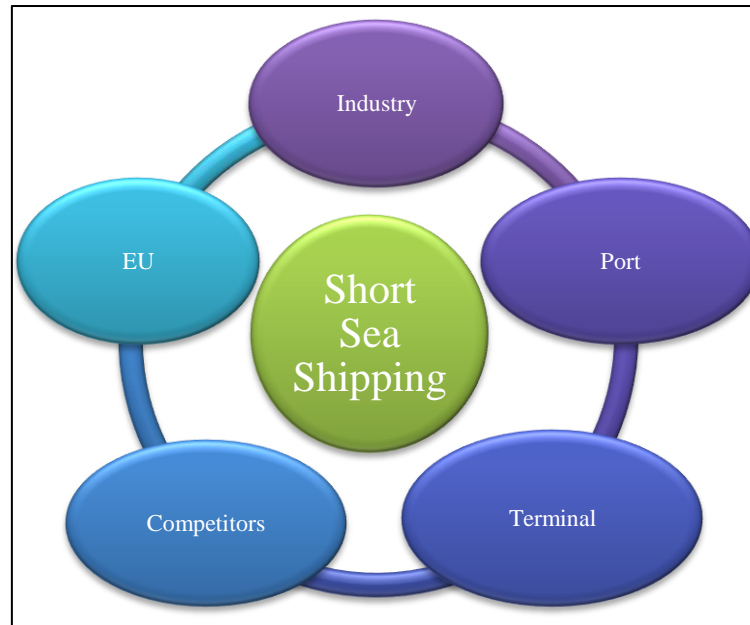 Industry
EU
Port
Short
Sea
Shipping
Competitors
Terminal